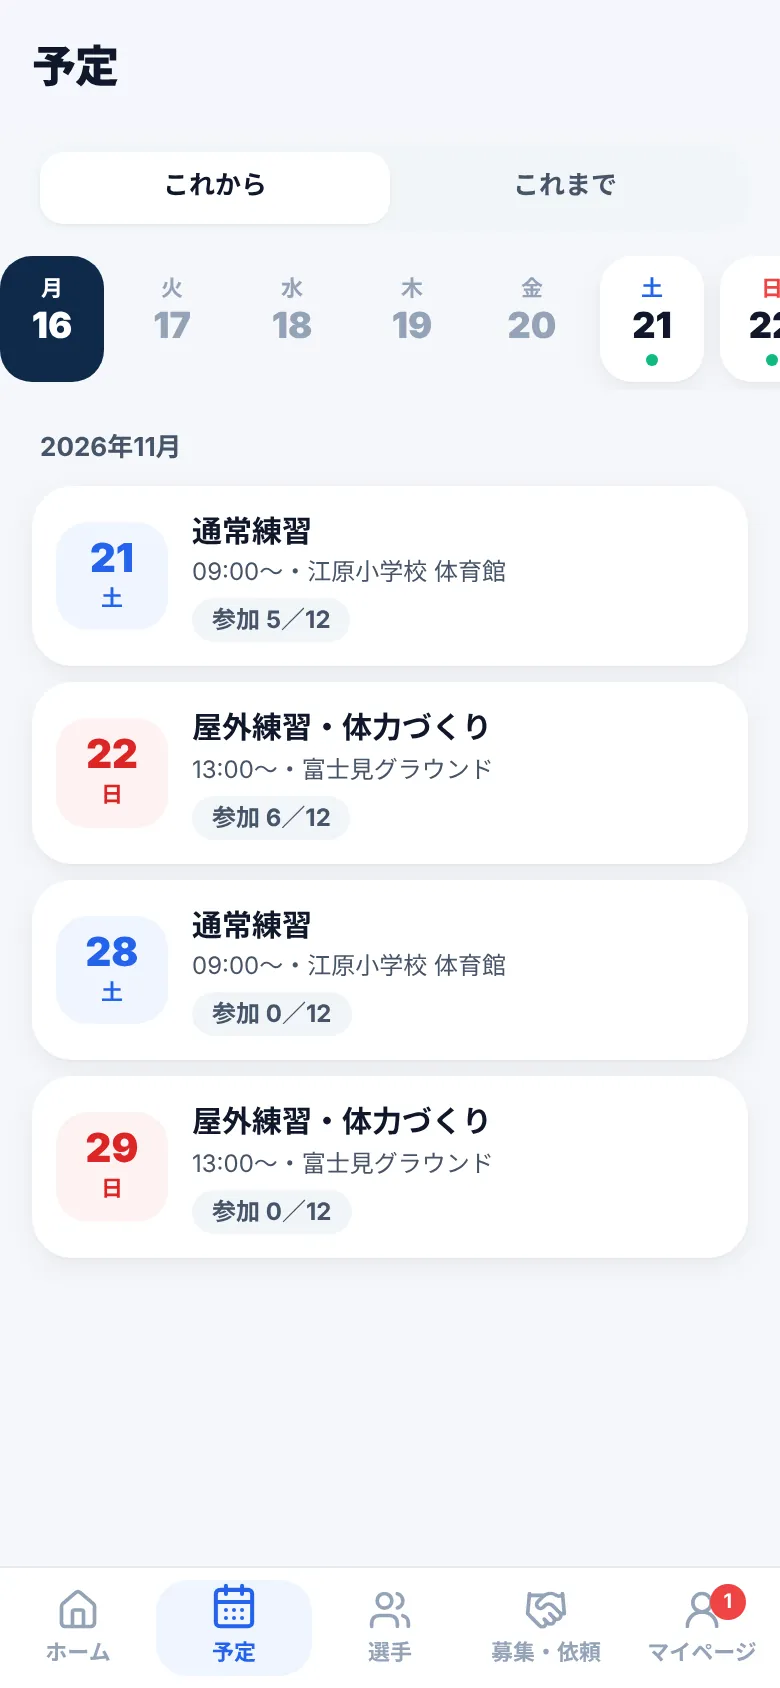 予定
これから これまで
月 火 水 木 金 土 日
16 17 18 19 20 21 22
2026年11月
21
土
通常練習
09:00〜・江原小学校 体育館
参加 5／12
22
日
屋外練習・体力づくり
13:00〜・富士見グラウンド
参加 6／12
28
土
通常練習
09:00〜・江原小学校 体育館
参加 0／12
29
日
屋外練習・体力づくり
13:00〜・富士見グラウンド
参加 0／12
1
ホーム 予定 選手 募集・依頼 マイページ